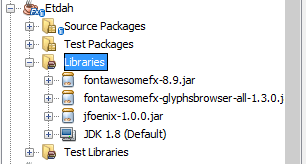 Etdah
Source Packages
Test Packages
Libraries
fontawesomefx-8.9.jar
fontawesomefx-glyphsbrowser-all-1.3.0.j
jfoenix-1.0.0.jar
JDK 1.8 (Default)
Test Libraries